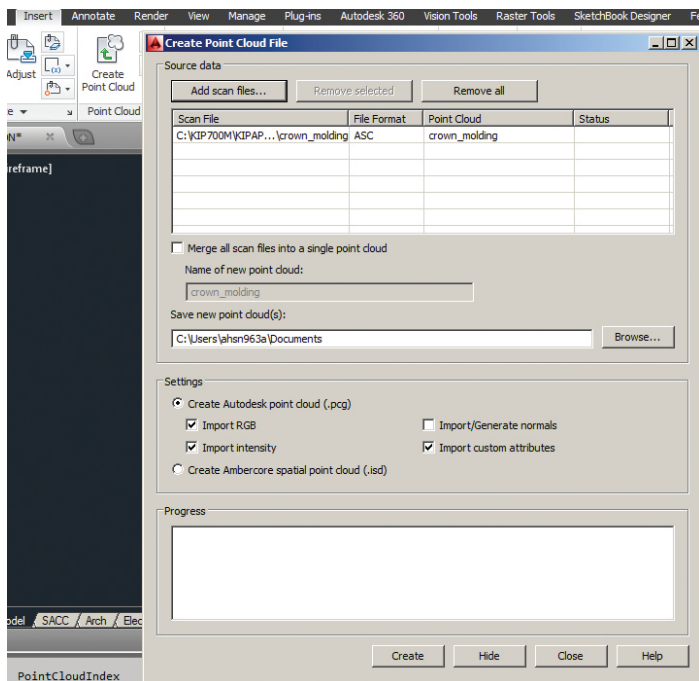 Insert Annotate Render View Manage Plug-ins Autodesk 360 Vision Tools Raster Tools SketchBook Designer
Adjust
Create
Point Cloud
Point Cloud
Create Point Cloud File
Source data
Add scan files... Remove selected Remove all
Scan File File Format Point Cloud Status
C:\KIP700M\KIPAP...\crown_molding ASC crown_molding
Merge all scan files into a single point cloud
Name of new point cloud:
crown_molding
Save new point cloud(s):
C:\Users\ahsn963a\Documents Browse...
Settings
Create Autodesk point cloud (.pcg)
Import RGB Import/Generate normals
Import intensity Import custom attributes
Create Ambercore spatial point cloud (.isd)
Progress
ireframe]
odel SACC Arch Elec
Create Hide Close Help
PointCloudIndex